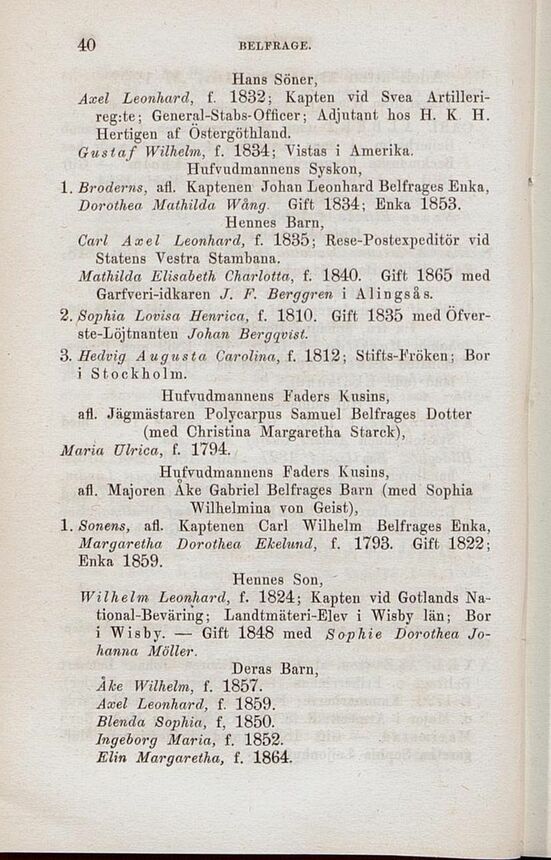 40
BELFRAGE.
Hans Söner,
Axel Leonhard, f. 1832; Kapten vid Svea Artilleri-
reg:te; General-Stabs-Officer; Adjutant hos H. K. H.
Hertigen af Östergöthland.
Gustaf Wilhelm, f. 1834; Vistas i Amerika.
Hufvudmannens Syskon,
1. Broderns, afl. Kaptenen Johan Leonhard Belfrages Enka,
Dorothea Mathilda Wång. Gift 1834; Enka 1853.
Hennes Barn,
Carl Axel Leonhard, f. 1835; Rese-Postexpeditör vid
Statens Vestra Stambana.
Mathilda Elisabeth Charlotta, f. 1840. Gift 1865 med
Garfveri-idkaren J. F. Berggren i Alingsås.
2. Sophia Lovisa Henrica, f. 1810. Gift 1835 med Öfver-
ste-Löjtnanten Johan Bergqvist.
3. Hedvig Augusta Carolina, f. 1812; Stifts-Fröken; Bor
i Stockholm.
Hufvudmannens Faders Kusins,
afl. Jägmästaren Polycarpus Samuel Belfrages Dotter
(med Christina Margaretha Starck),
Maria Ulrica, f. 1794.
Hufvudmannens Faders Kusins,
afl. Majoren Åke Gabriel Belfrages Barn (med Sophia
Wilhelmina von Geist),
1. Sonens, afl. Kaptenen Carl Wilhelm Belfrages Enka,
Margaretha Dorothea Ekelund, f. 1793. Gift 1822;
Enka 1859.
Hennes Son,
Wilhelm Leonhard, f. 1824; Kapten vid Gotlands Na-
tional-Beväring; Landtmäteri-Elev i Wisby län; Bor
i Wisby. — Gift 1848 med Sophie Dorothea Jo-
hanna Möller.
Deras Barn,
Åke Wilhelm, f. 1857.
Axel Leonhard, f. 1859.
Blenda Sophia, f, 1850.
Ingeborg Maria, f. 1852.
Elin Margaretha, f. 1864.